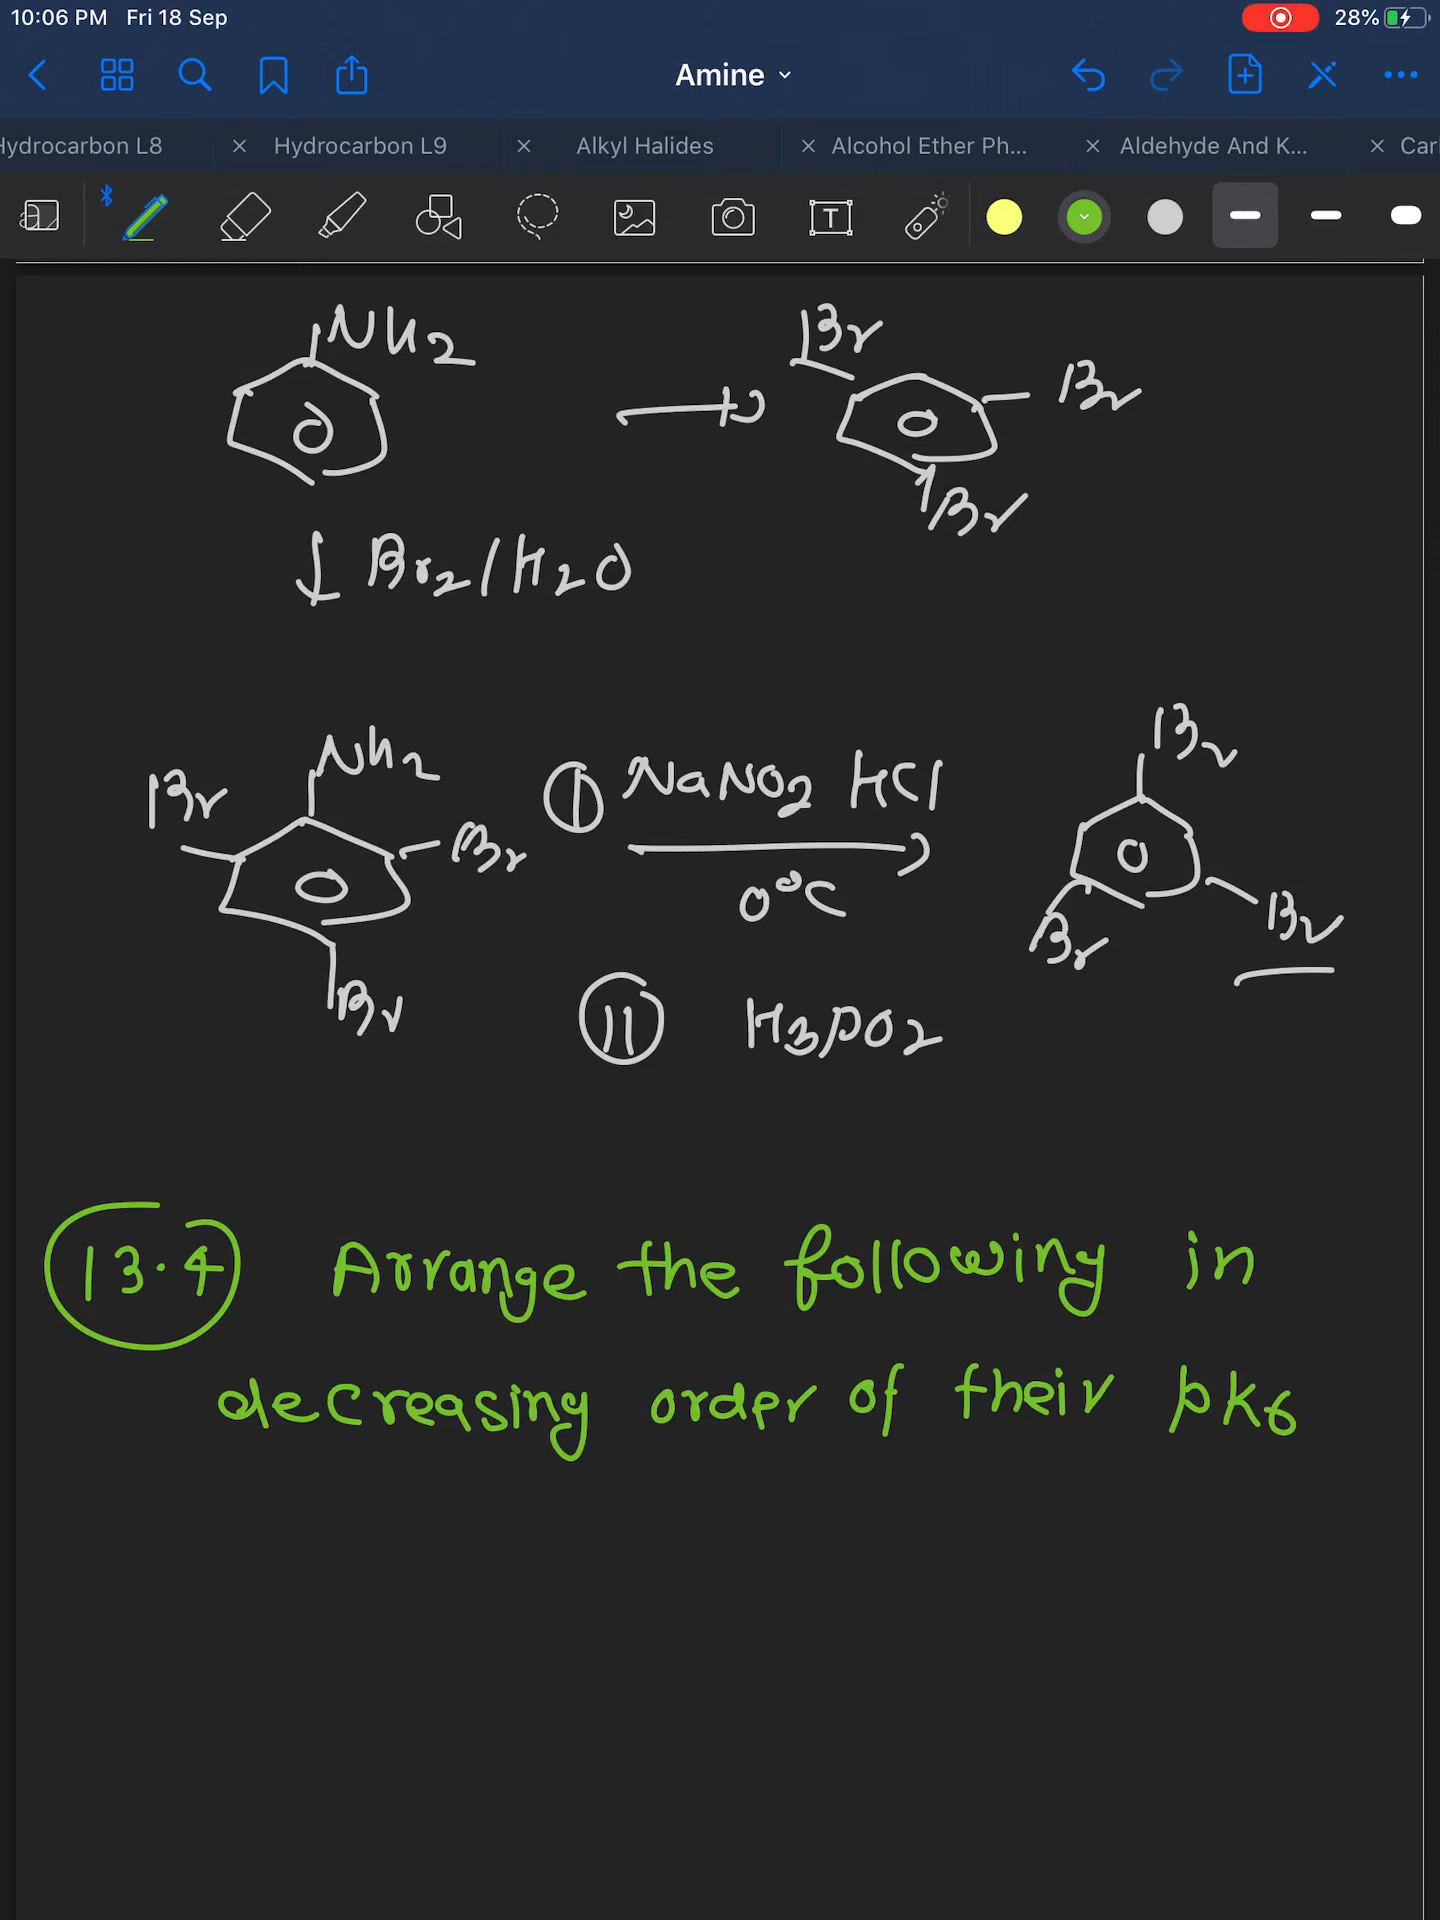 10:06 PM Fri 18 Sep
28%
Amine
Hydrocarbon L8
Hydrocarbon L9
Alkyl Halides
Alcohol Ether Ph...
Aldehyde And K...
Car
T
NH2
Br
Br
Br
Br2/H2O
NH2
Br
Br
Br
① NaNO2 HCl
0°C
II H3PO2
Br
Br
Br
13.4 Arrange the following in
decreasing order of their pkb